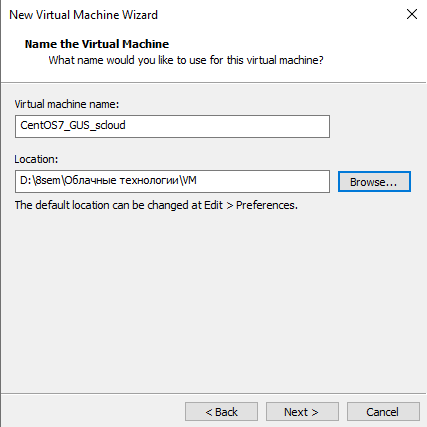 New Virtual Machine Wizard
Name the Virtual Machine
What name would you like to use for this virtual machine?
Virtual machine name:
CentOS7_GUS_scloud
Location:
D:\8sem\Облачные технологии\VM
Browse...
The default location can be changed at Edit > Preferences.
< Back Next > Cancel